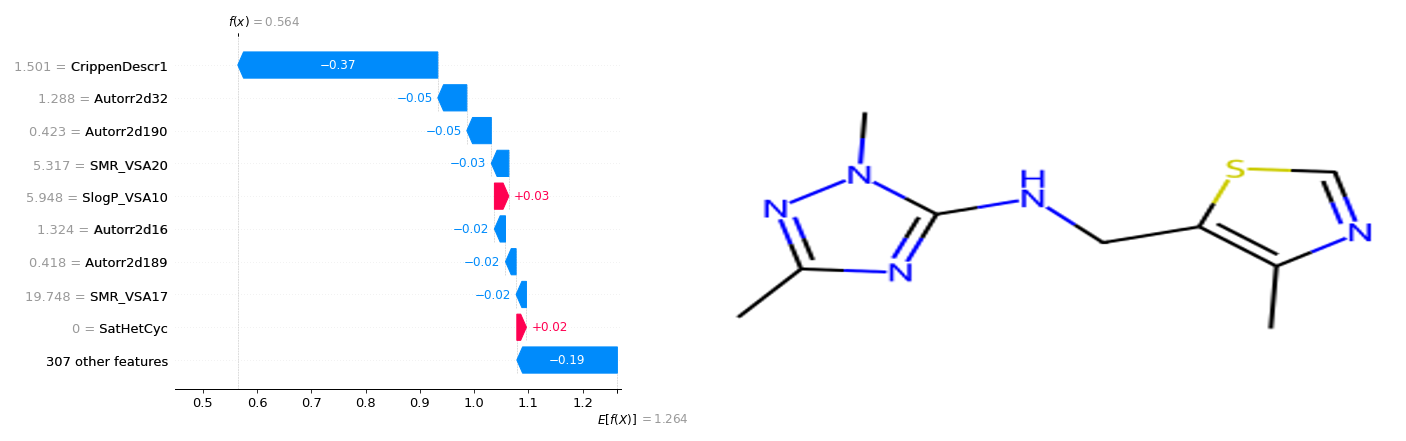 f(x) = 0.564
1.501 = CrippenDescr1
−0.37
1.288 = Autorr2d32
−0.05
0.423 = Autorr2d190
−0.05
5.317 = SMR_VSA20
−0.03
5.948 = SlogP_VSA10
+0.03
1.324 = Autorr2d16
−0.02
0.418 = Autorr2d189
−0.02
19.748 = SMR_VSA17
−0.02
0 = SatHetCyc
+0.02
307 other features
−0.19
0.5 0.6 0.7 0.8 0.9 1.0 1.1 1.2
E[f(X)] = 1.264
N
N
N
H
N
S
N